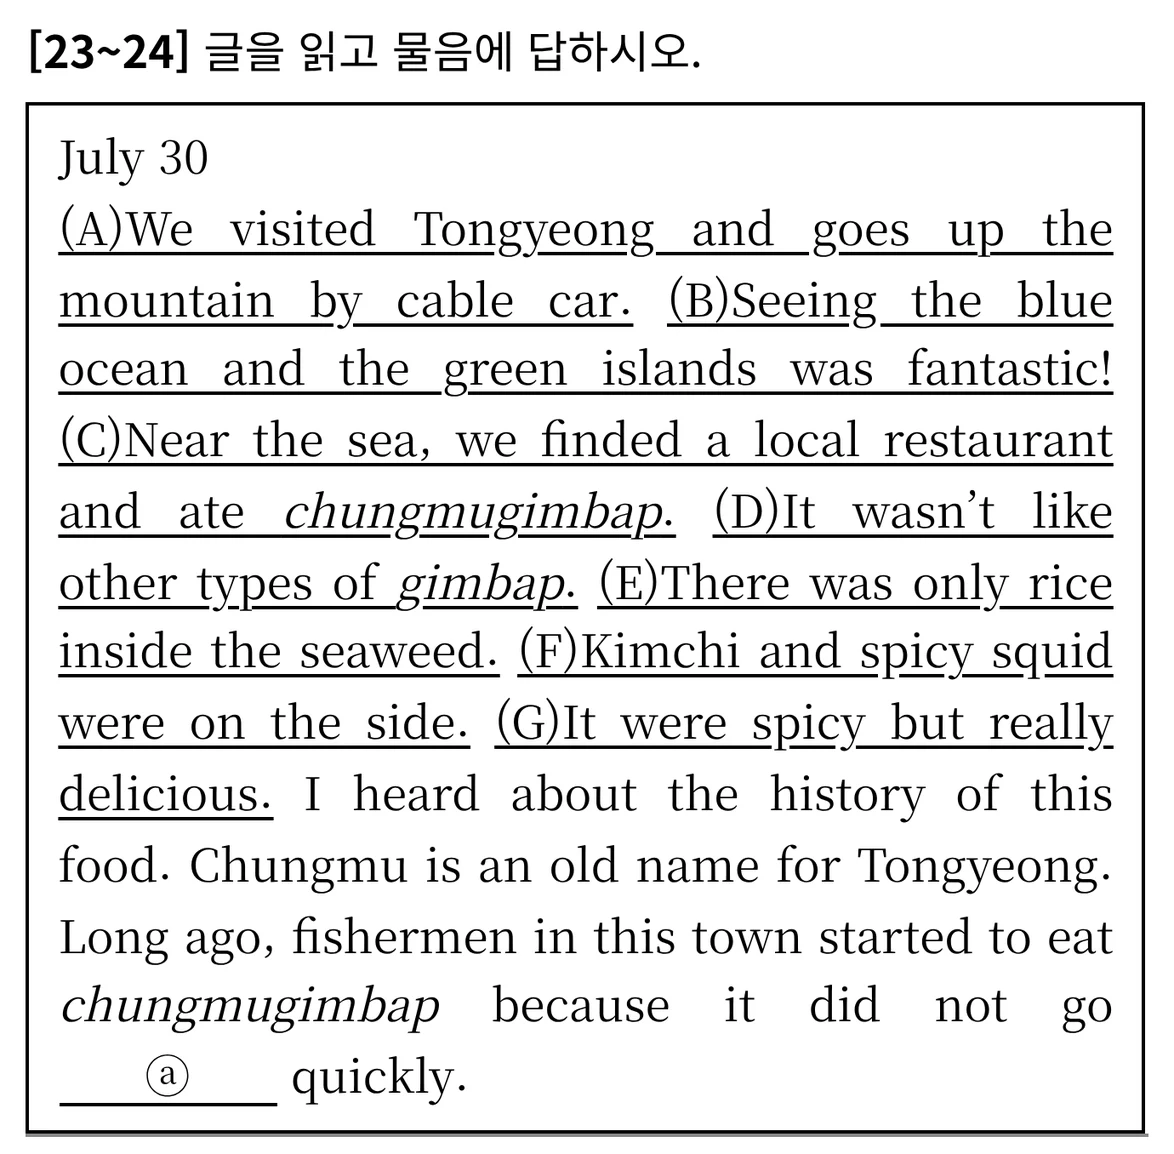 [23~24] 글을 읽고 물음에 답하시오.
July 30
(A)We visited Tongyeong and goes up the
mountain by cable car. (B)Seeing the blue
ocean and the green islands was fantastic!
(C)Near the sea, we finded a local restaurant
and ate chungmugimbap. (D)It wasn't like
other types of gimbap. (E)There was only rice
inside the seaweed. (F)Kimchi and spicy squid
were on the side. (G)It were spicy but really
delicious. I heard about the history of this
food. Chungmu is an old name for Tongyeong.
Long ago, fishermen in this town started to eat
chungmugimbap because it did not go
ⓐ quickly.